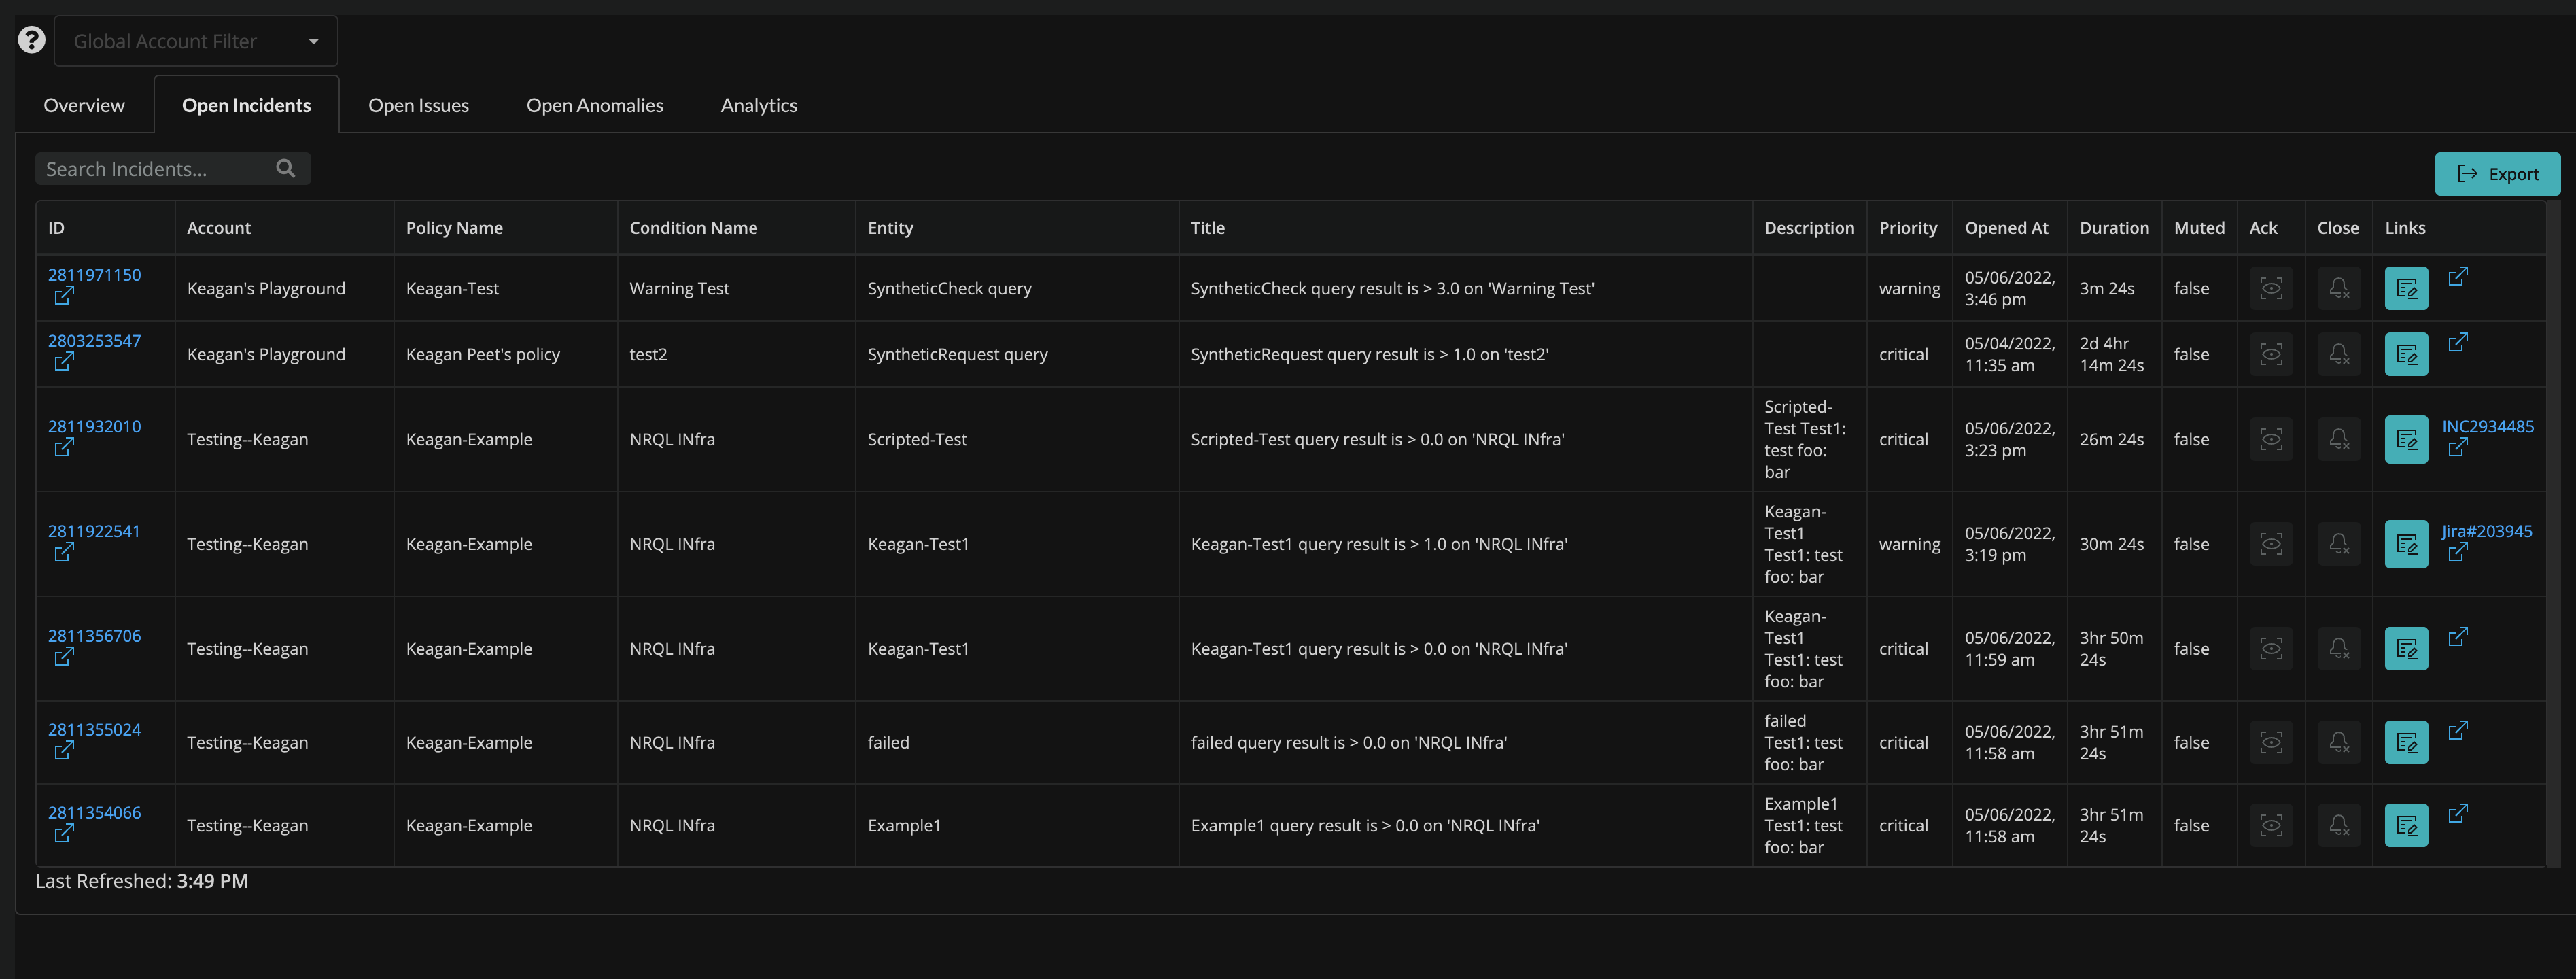 ?
Global Account Filter
Overview
Open Incidents
Open Issues
Open Anomalies
Analytics
Search Incidents...
Export
ID Account Policy Name Condition Name Entity Title Description Priority Opened At Duration Muted Ack Close Links
2811971150 Keagan's Playground Keagan-Test Warning Test SyntheticCheck query SyntheticCheck query result is > 3.0 on 'Warning Test' warning 05/06/2022, 3m 24s false
3:46 pm
2803253547 Keagan's Playground Keagan Peet's policy test2 SyntheticRequest query SyntheticRequest query result is > 1.0 on 'test2' critical 05/04/2022, 2d 4hr false
11:35 am 14m 24s
Scripted-
2811932010 Testing--Keagan Keagan-Example NRQL INfra Scripted-Test Scripted-Test query result is > 0.0 on 'NRQL INfra' Test Test1: critical 05/06/2022, 26m 24s false INC2934485
test foo: 3:23 pm
bar
Keagan-
2811922541 Testing--Keagan Keagan-Example NRQL INfra Keagan-Test1 Keagan-Test1 query result is > 1.0 on 'NRQL INfra' Test1 warning 05/06/2022, 30m 24s false Jira#203945
Test1: test 3:19 pm
foo: bar
Keagan-
2811356706 Testing--Keagan Keagan-Example NRQL INfra Keagan-Test1 Keagan-Test1 query result is > 0.0 on 'NRQL INfra' Test1 critical 05/06/2022, 3hr 50m false
Test1: test 11:59 am 24s
foo: bar
2811355024 Testing--Keagan Keagan-Example NRQL INfra failed failed query result is > 0.0 on 'NRQL INfra' failed critical 05/06/2022, 3hr 51m false
Test1: test 11:58 am 24s
foo: bar
2811354066 Testing--Keagan Keagan-Example NRQL INfra Example1 Example1 query result is > 0.0 on 'NRQL INfra' Example1 critical 05/06/2022, 3hr 51m false
Test1: test 11:58 am 24s
foo: bar
Last Refreshed: 3:49 PM